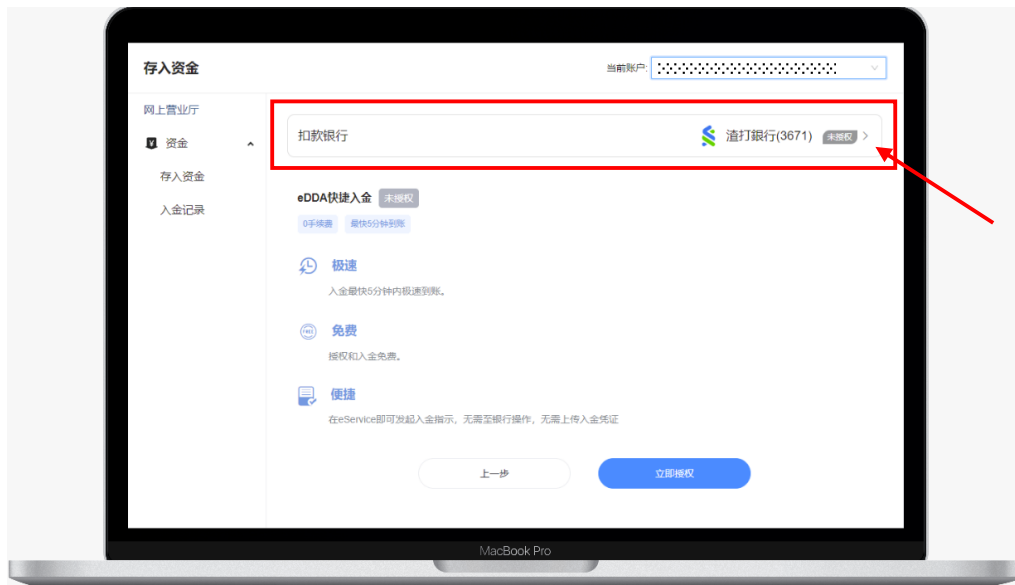 存入资金
当前账户:
网上营业厅
资金
存入资金
入金记录
扣款银行
渣打銀行(3671) 未授权
eDDA快捷入金 未授权
0手续费 最快5分钟到账
极速
入金最快5分钟内极速到账。
免费
授权和入金免费。
便捷
在eService即可发起入金指示，无需至银行操作，无需上传入金凭证
上一步 立即授权
MacBook Pro